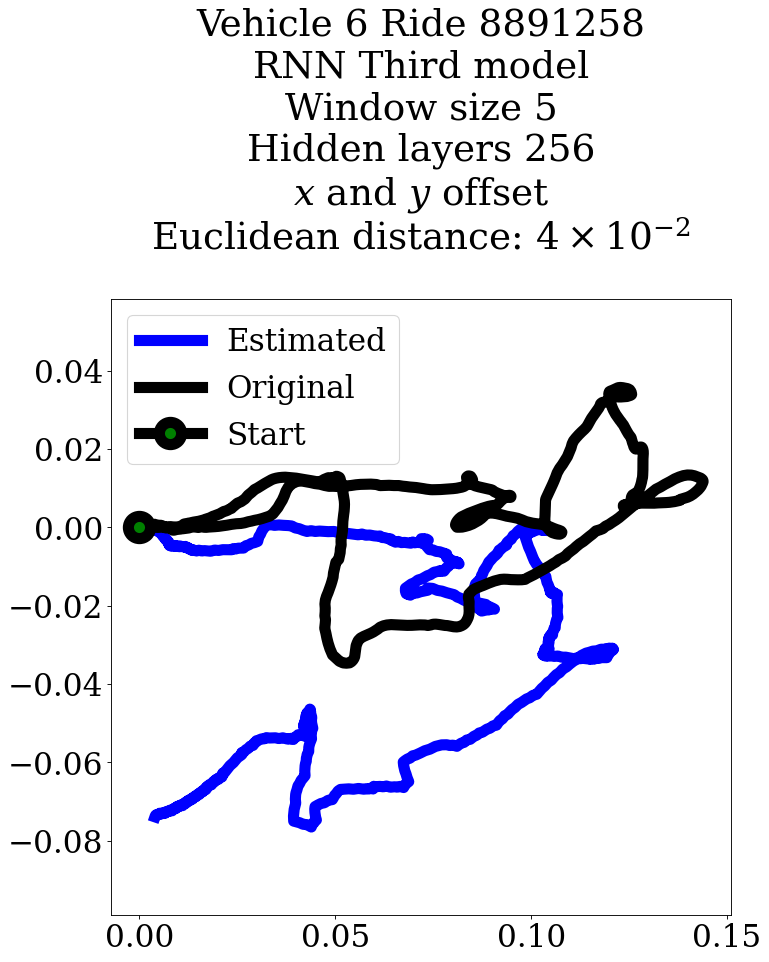 Vehicle 6 Ride 8891258
RNN Third model
Window size 5
Hidden layers 256
x and y offset
Euclidean distance: 4 × 10⁻²
Estimated
Original
Start
0.04
0.02
0.00
−0.02
−0.04
−0.06
−0.08
0.00 0.05 0.10 0.15